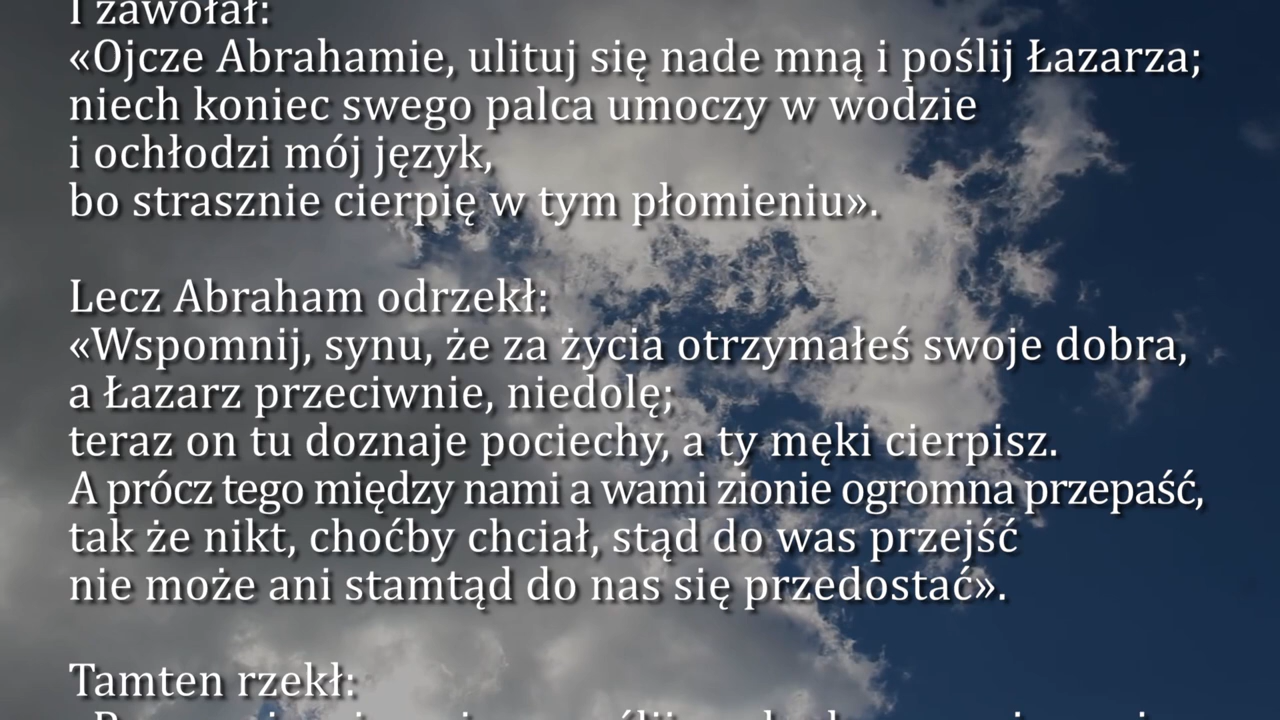 I zawołał:
«Ojcze Abrahamie, ulituj się nade mną i poślij Łazarza;
niech koniec swego palca umoczy w wodzie
i ochłodzi mój język,
bo strasznie cierpię w tym płomieniu».
Lecz Abraham odrzekł:
«Wspomnij, synu, że za życia otrzymałeś swoje dobra,
a Łazarz przeciwnie, niedolę;
teraz on tu doznaje pociechy, a ty męki cierpisz.
A prócz tego między nami a wami zionie ogromna przepaść,
tak że nikt, choćby chciał, stąd do was przejść
nie może ani stamtąd do nas się przedostać».
Tamten rzekł: